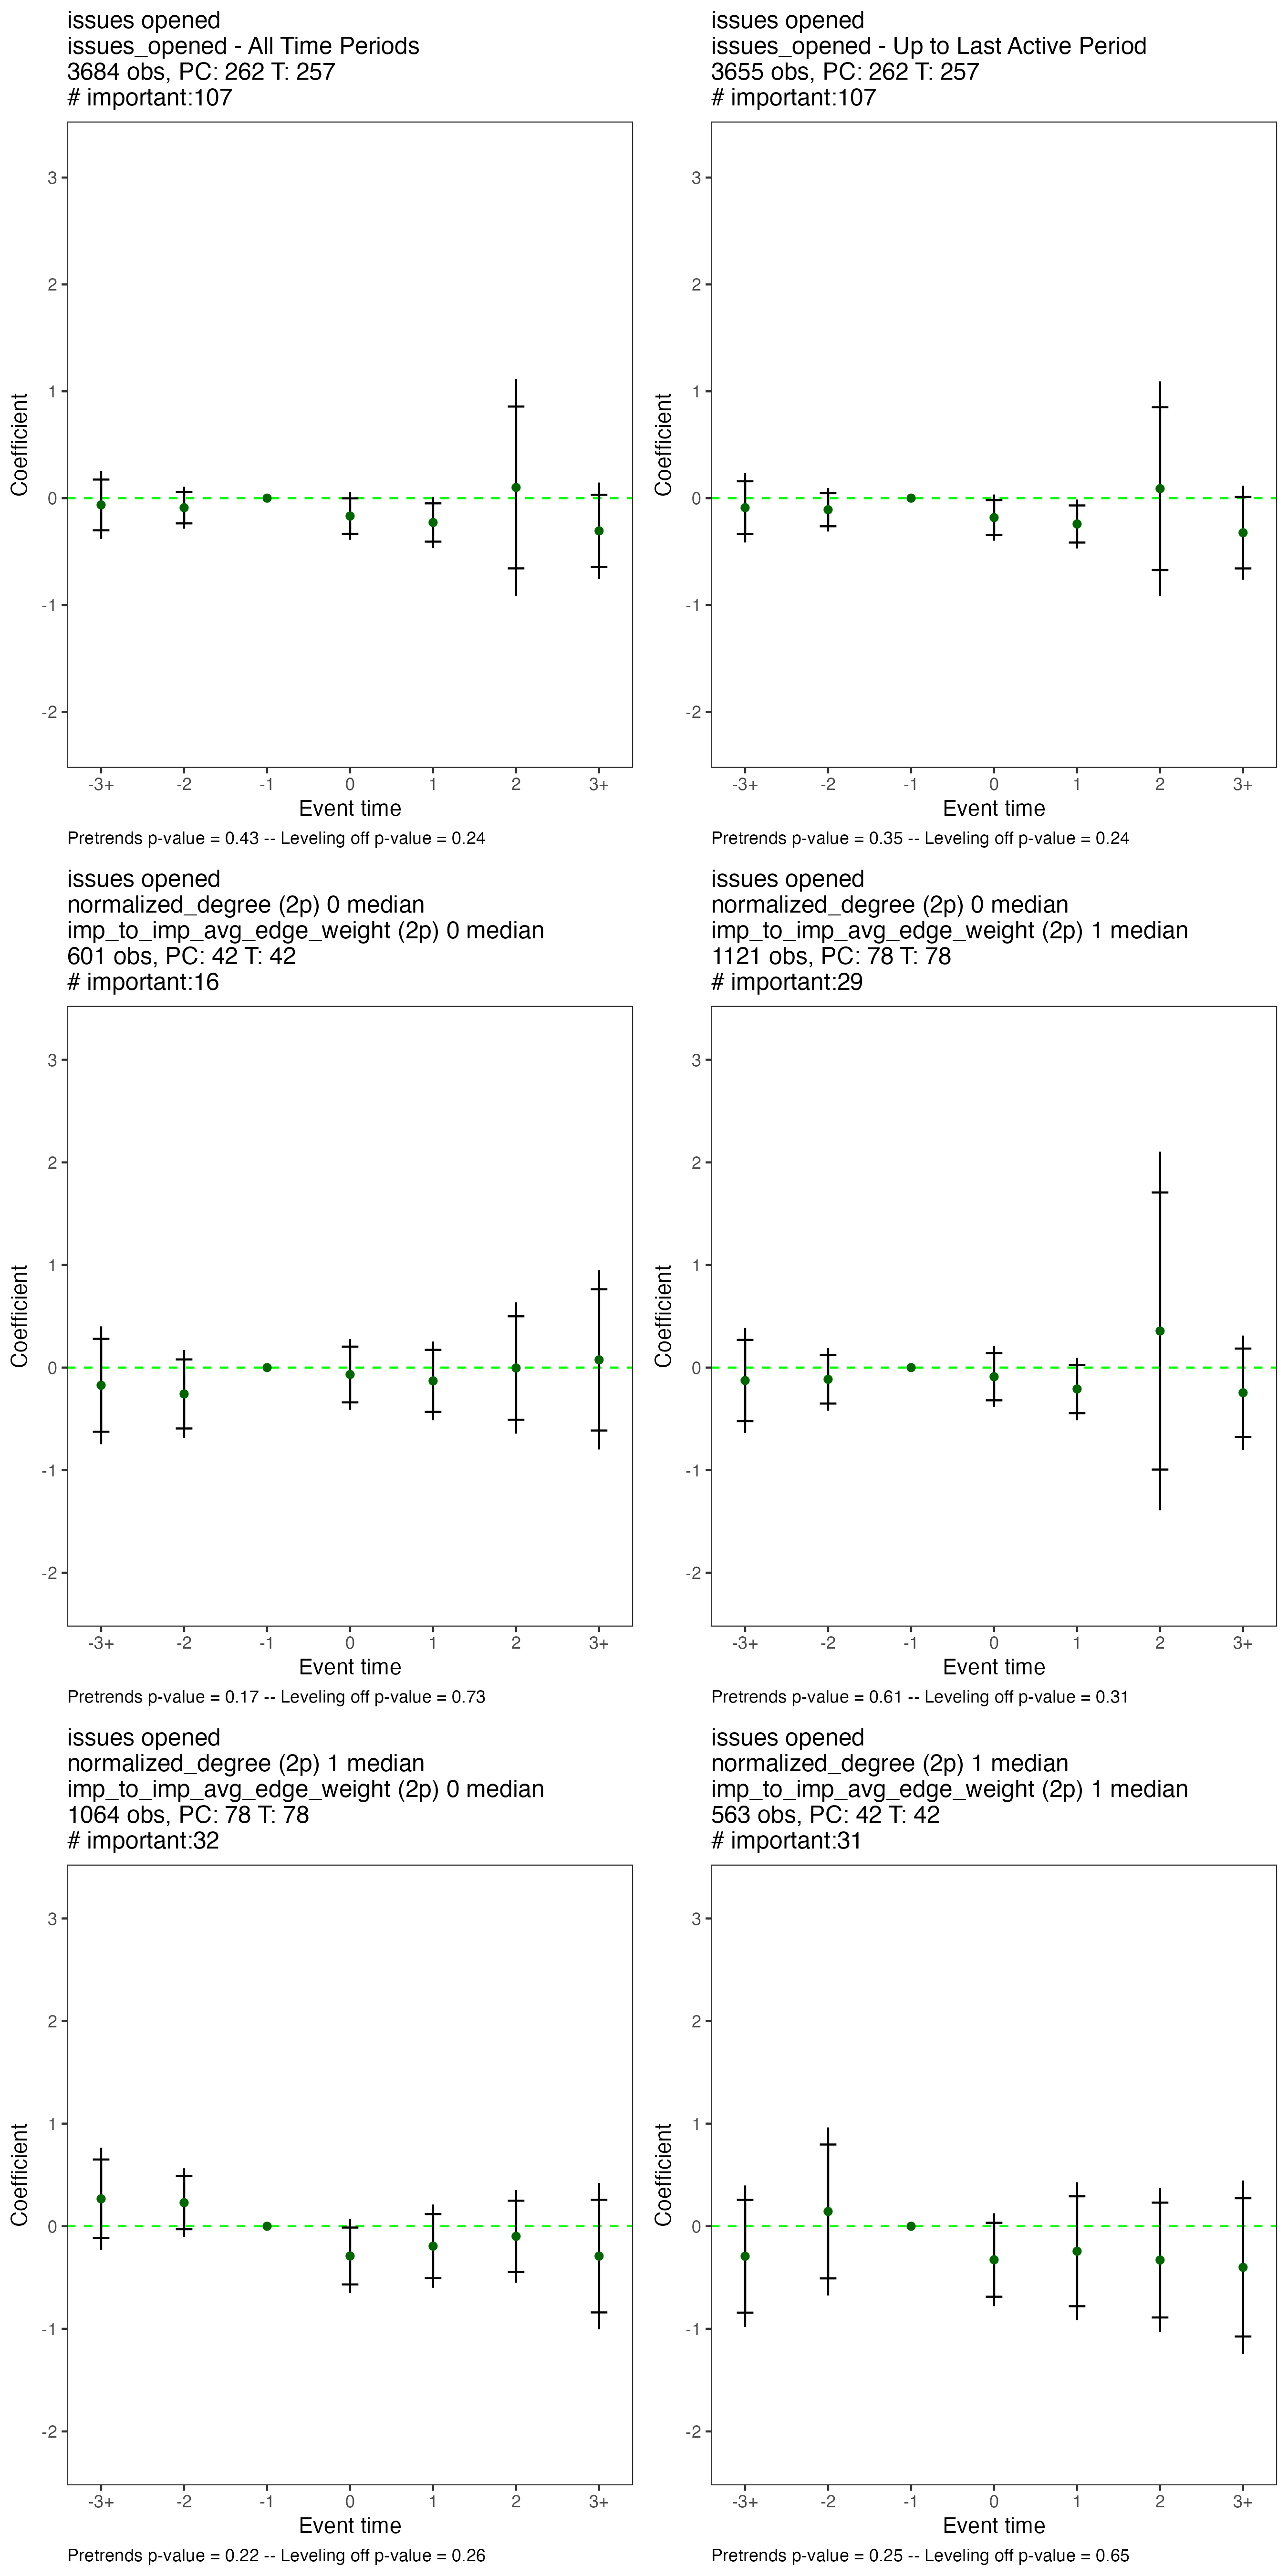 issues opened
issues_opened - All Time Periods
3684 obs, PC: 262 T: 257
# important:107
3
2
1
0
-1
-2
Coefficient
-3+ -2 -1 0 1 2 3+
Event time
Pretrends p-value = 0.43 -- Leveling off p-value = 0.24
issues opened
issues_opened - Up to Last Active Period
3655 obs, PC: 262 T: 257
# important:107
3
2
1
0
-1
-2
Coefficient
-3+ -2 -1 0 1 2 3+
Event time
Pretrends p-value = 0.35 -- Leveling off p-value = 0.24
issues opened
normalized_degree (2p) 0 median
imp_to_imp_avg_edge_weight (2p) 0 median
601 obs, PC: 42 T: 42
# important:16
3
2
1
0
-1
-2
Coefficient
-3+ -2 -1 0 1 2 3+
Event time
Pretrends p-value = 0.17 -- Leveling off p-value = 0.73
issues opened
normalized_degree (2p) 0 median
imp_to_imp_avg_edge_weight (2p) 1 median
1121 obs, PC: 78 T: 78
# important:29
3
2
1
0
-1
-2
Coefficient
-3+ -2 -1 0 1 2 3+
Event time
Pretrends p-value = 0.61 -- Leveling off p-value = 0.31
issues opened
normalized_degree (2p) 1 median
imp_to_imp_avg_edge_weight (2p) 0 median
1064 obs, PC: 78 T: 78
# important:32
3
2
1
0
-1
-2
Coefficient
-3+ -2 -1 0 1 2 3+
Event time
Pretrends p-value = 0.22 -- Leveling off p-value = 0.26
issues opened
normalized_degree (2p) 1 median
imp_to_imp_avg_edge_weight (2p) 1 median
563 obs, PC: 42 T: 42
# important:31
3
2
1
0
-1
-2
Coefficient
-3+ -2 -1 0 1 2 3+
Event time
Pretrends p-value = 0.25 -- Leveling off p-value = 0.65